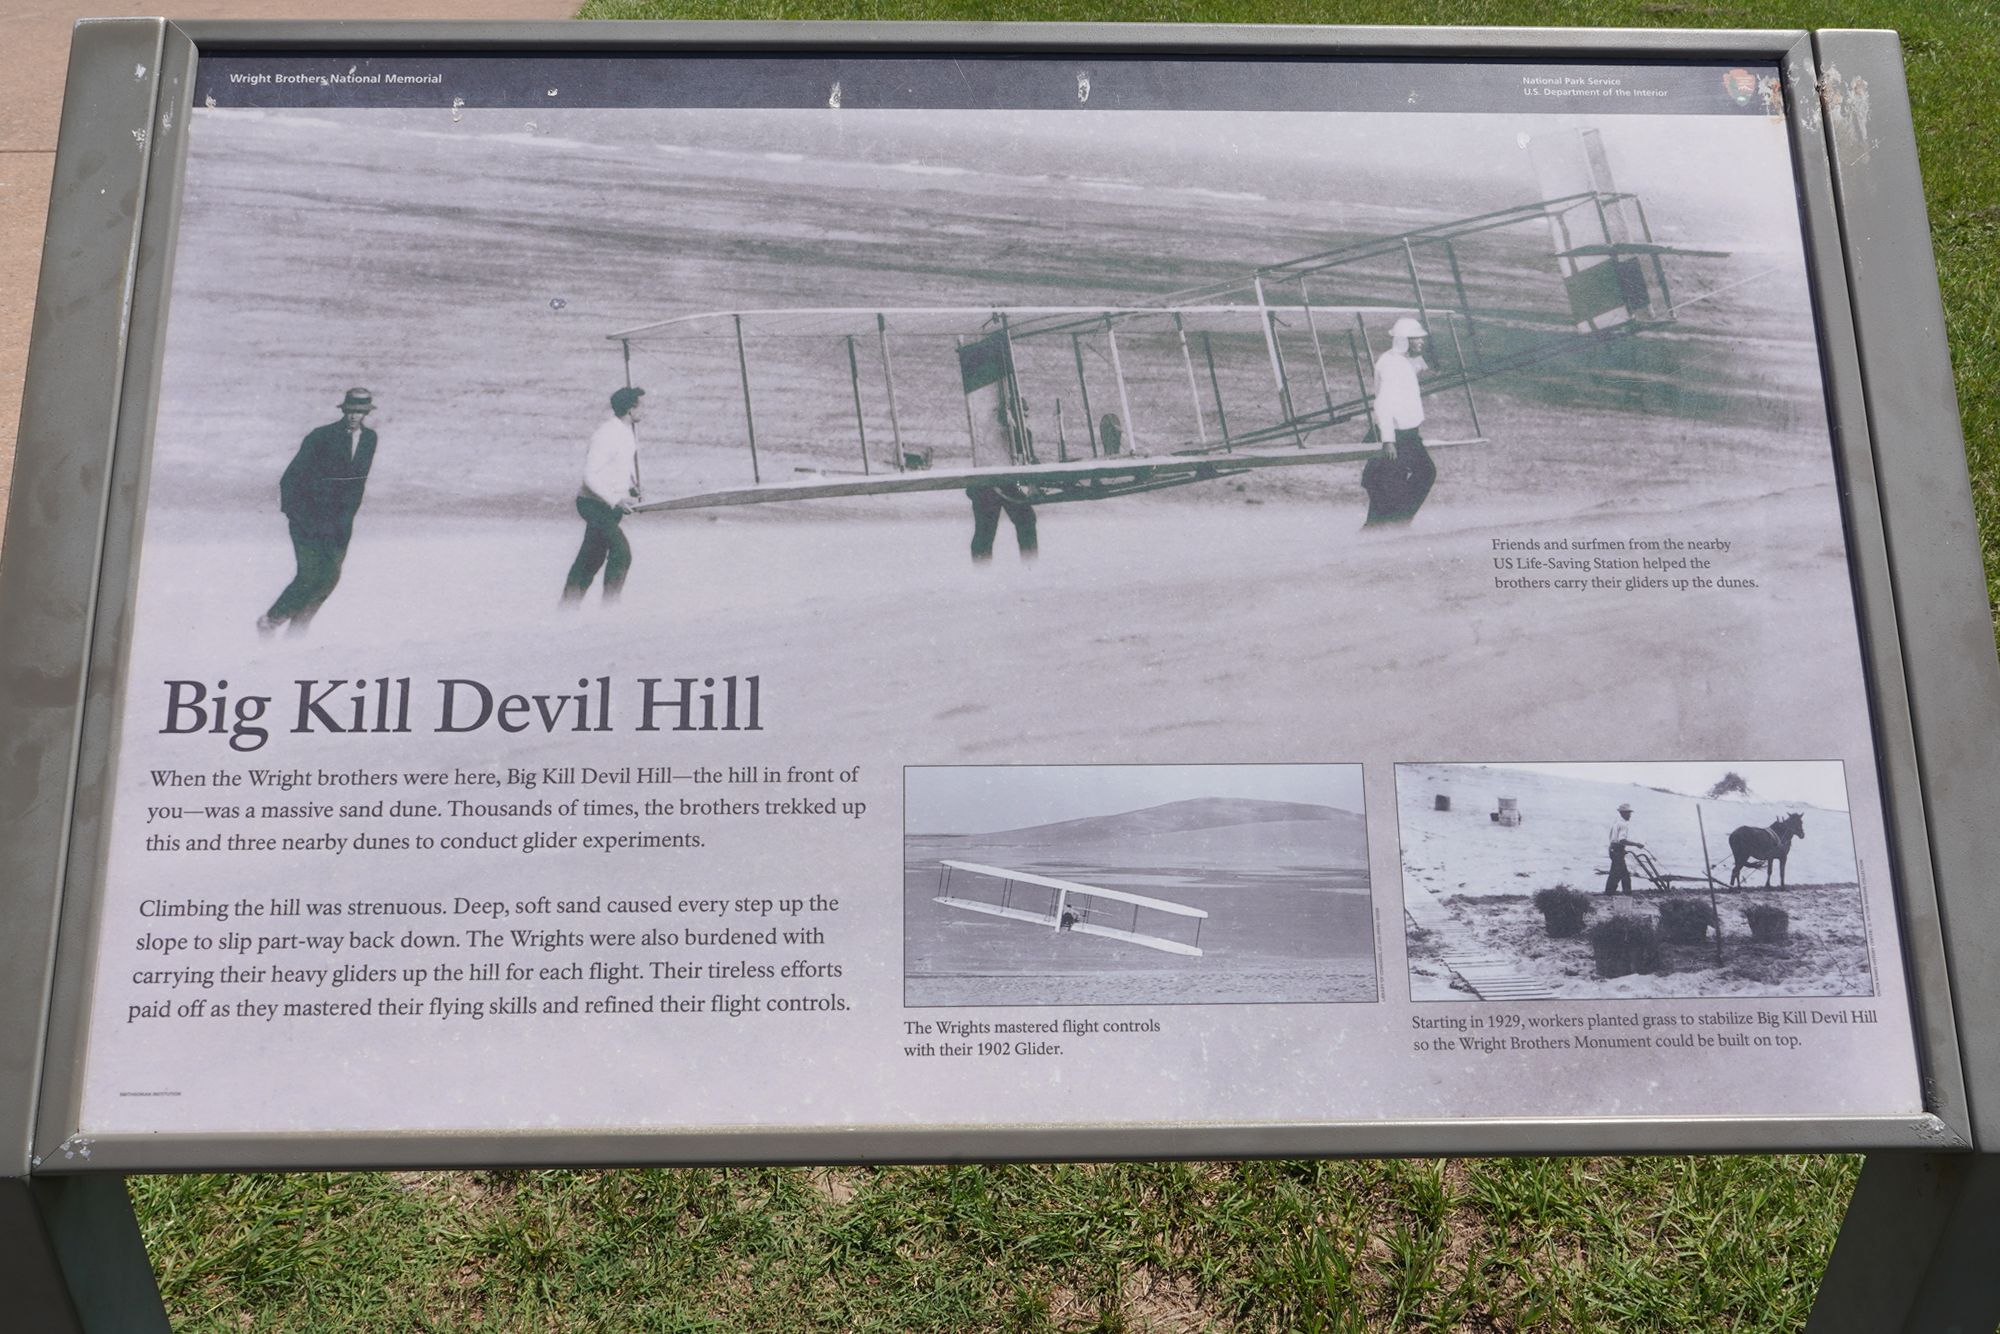 Wright Brothers National Memorial
National Park Service
U.S. Department of the Interior
Friends and surfmen from the nearby
US Life-Saving Station helped the
brothers carry their gliders up the dunes.
Big Kill Devil Hill
When the Wright brothers were here, Big Kill Devil Hill—the hill in front of
you—was a massive sand dune. Thousands of times, the brothers trekked up
this and three nearby dunes to conduct glider experiments.
Climbing the hill was strenuous. Deep, soft sand caused every step up the
slope to slip part-way back down. The Wrights were also burdened with
carrying their heavy gliders up the hill for each flight. Their tireless efforts
paid off as they mastered their flying skills and refined their flight controls.
The Wrights mastered flight controls
with their 1902 Glider.
Starting in 1929, workers planted grass to stabilize Big Kill Devil Hill
so the Wright Brothers Monument could be built on top.
SMITHSONIAN INSTITUTION